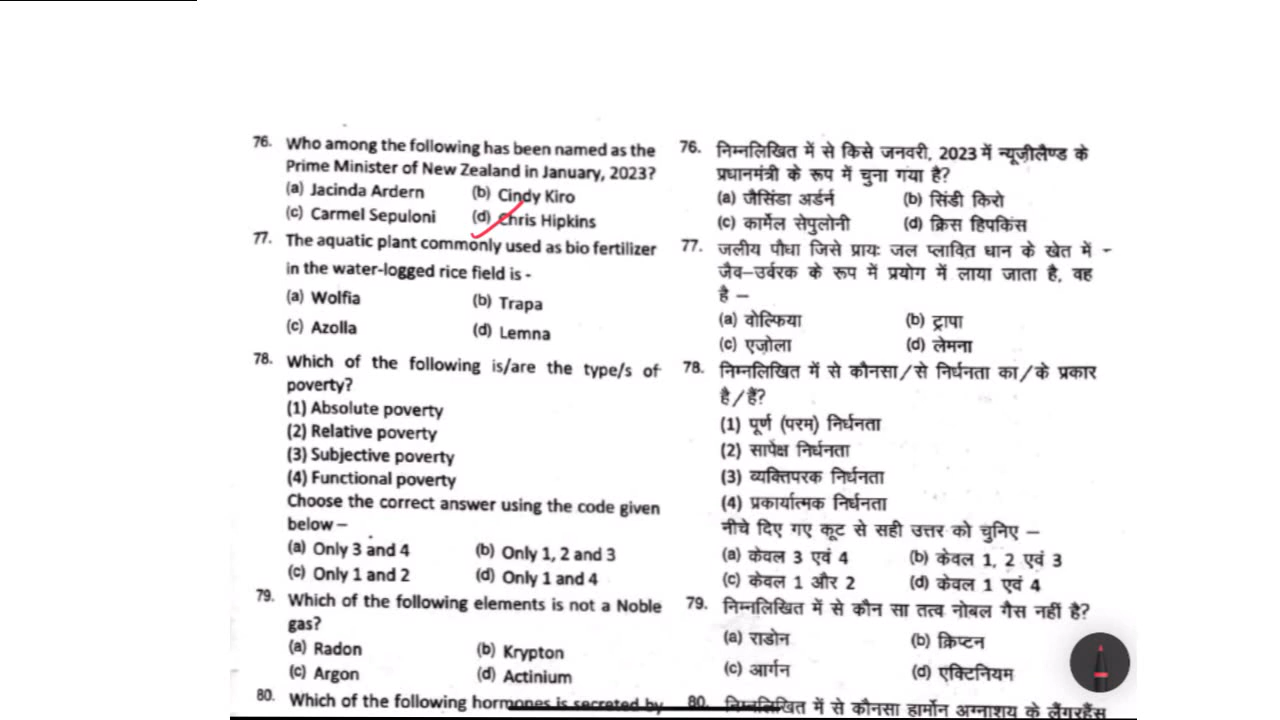 76. Who among the following has been named as the
Prime Minister of New Zealand in January, 2023?
(a) Jacinda Ardern (b) Cindy Kiro
(c) Carmel Sepuloni (d) Chris Hipkins
77. The aquatic plant commonly used as bio fertilizer
in the water-logged rice field is -
(a) Wolfia (b) Trapa
(c) Azolla (d) Lemna
78. Which of the following is/are the type/s of
poverty?
(1) Absolute poverty
(2) Relative poverty
(3) Subjective poverty
(4) Functional poverty
Choose the correct answer using the code given
below –
(a) Only 3 and 4 (b) Only 1, 2 and 3
(c) Only 1 and 2 (d) Only 1 and 4
79. Which of the following elements is not a Noble
gas?
(a) Radon (b) Krypton
(c) Argon (d) Actinium
80. Which of the following hormones is secreted by
76. निम्नलिखित में से किसे जनवरी, 2023 में न्यूज़ीलैण्ड के
प्रधानमंत्री के रूप में चुना गया है?
(a) जैसिंडा अर्डर्न (b) सिंडी किरो
(c) कार्मेल सेपुलोनी (d) क्रिस हिपकिंस
77. जलीय पौधा जिसे प्रायः जल प्लावित धान के खेत में -
जैव–उर्वरक के रूप में प्रयोग में लाया जाता है, वह
है –
(a) वोल्फिया (b) ट्रापा
(c) एज़ोला (d) लेमना
78. निम्नलिखित में से कौनसा/से निर्धनता का/के प्रकार
है/हैं?
(1) पूर्ण (परम) निर्धनता
(2) सापेक्ष निर्धनता
(3) व्यक्तिपरक निर्धनता
(4) प्रकार्यात्मक निर्धनता
नीचे दिए गए कूट से सही उत्तर को चुनिए –
(a) केवल 3 एवं 4 (b) केवल 1, 2 एवं 3
(c) केवल 1 और 2 (d) केवल 1 एवं 4
79. निम्नलिखित में से कौन सा तत्व नोबल गैस नहीं है?
(a) राडोन (b) क्रिप्टन
(c) आर्गन (d) एक्टिनियम
80. निम्नलिखित में से कौनसा हार्मोन अग्नाशय के लैंगरहैंस